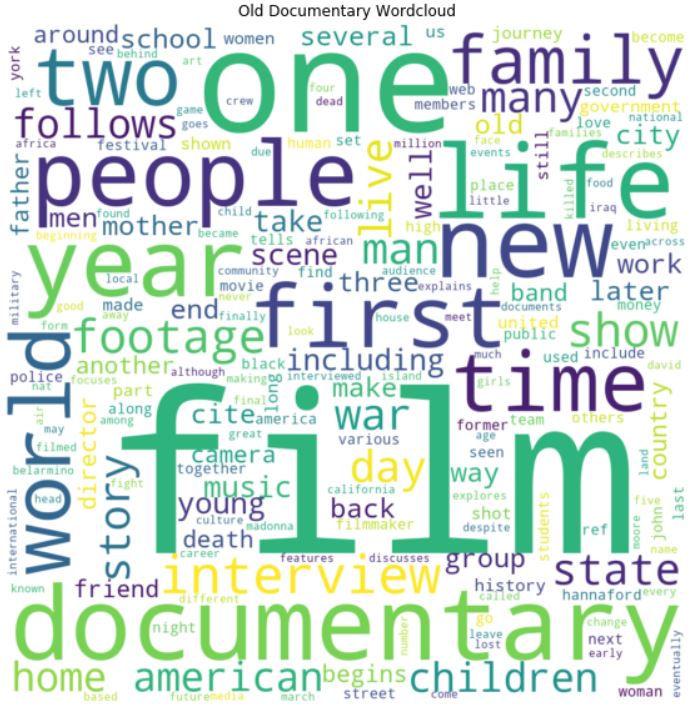 Old Documentary Wordcloud
around school women several us journey become
york see behind art two one family
left game four dead web many second
crew goes members government
follows shown human set old love national
africa festival due million city families
people live well face events still describes
father men mother found child take following place life killed food iraq
beginning became tells african high little living
year scene man new even across work
military local community find movie three audience explains help band later
good never made end finally house meet documents united money
form away footage first public show
another look including much used include david
world although black making interviewed island girls
police nat focuses part long make time
air along final america war former age team others country
may among cite great various day seen land
filmed director camera film way
belarmino together california explores shot students five last
story music young back filmmaker despite ref john
international head fight culture madonna death moore name
career features discusses group state
known friend interview history hannaford every
different called change
documentary
night number go leave lost next early
home american begins children woman eventually
based future media march street come